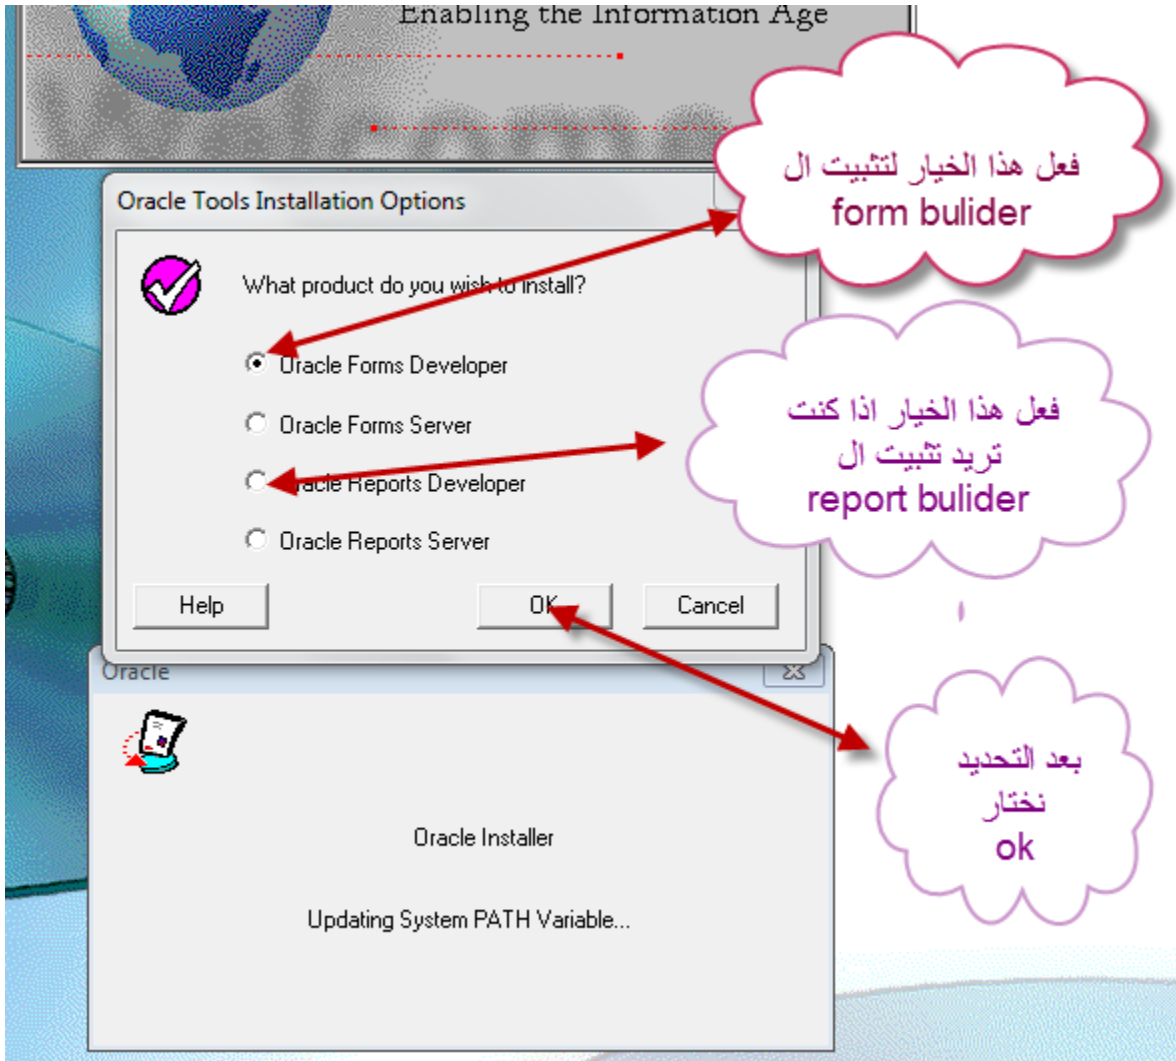 Enabling the Information Age
فعل هذا الخيار لتثبيت ال
form bulider
Oracle Tools Installation Options
What product do you wish to install?
Oracle Forms Developer
Oracle Forms Server
Oracle Reports Developer
Oracle Reports Server
فعل هذا الخيار اذا كنت
تريد تثبيت ال
report bulider
Help
OK
Cancel
Oracle
Oracle Installer
Updating System PATH Variable...
بعد التحديد
نختار
ok